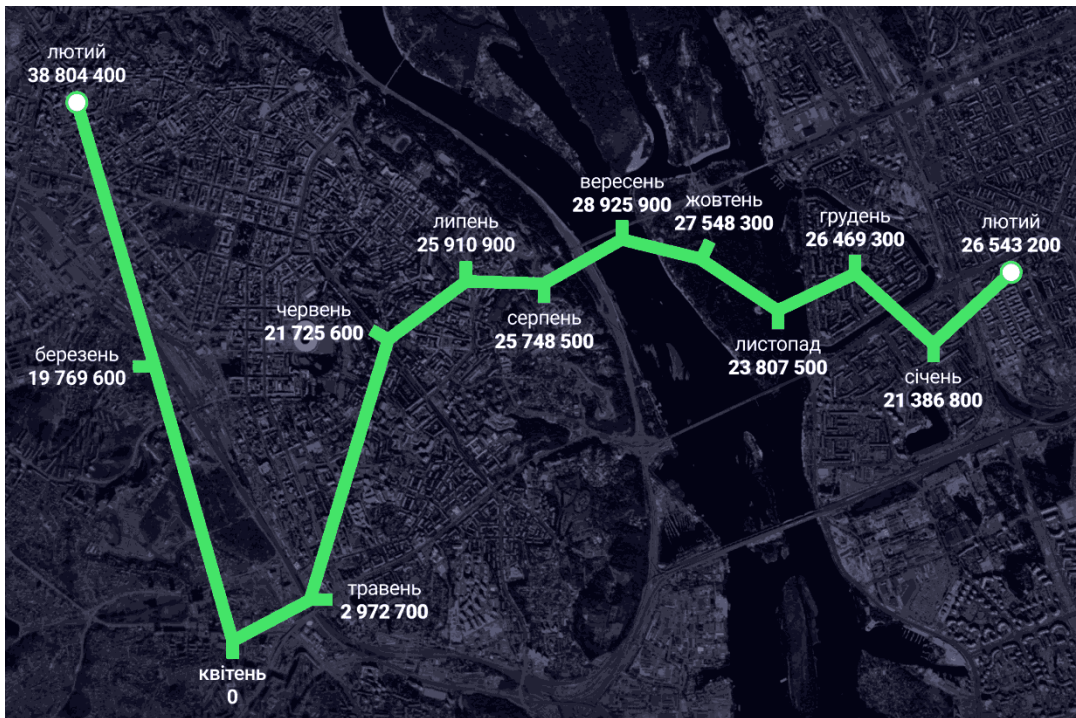 лютий
38 804 400
березень
19 769 600
квітень
0
травень
2 972 700
червень
21 725 600
липень
25 910 900
серпень
25 748 500
вересень
28 925 900
жовтень
27 548 300
листопад
23 807 500
грудень
26 469 300
січень
21 386 800
лютий
26 543 200